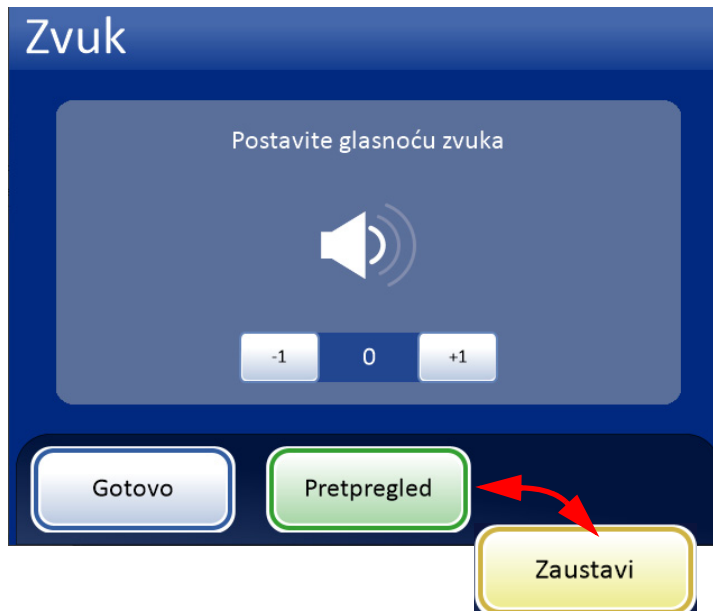 Zvuk
Postavite glasnoću zvuka
-1 0 +1
Gotovo Pretpregled
Zaustavi